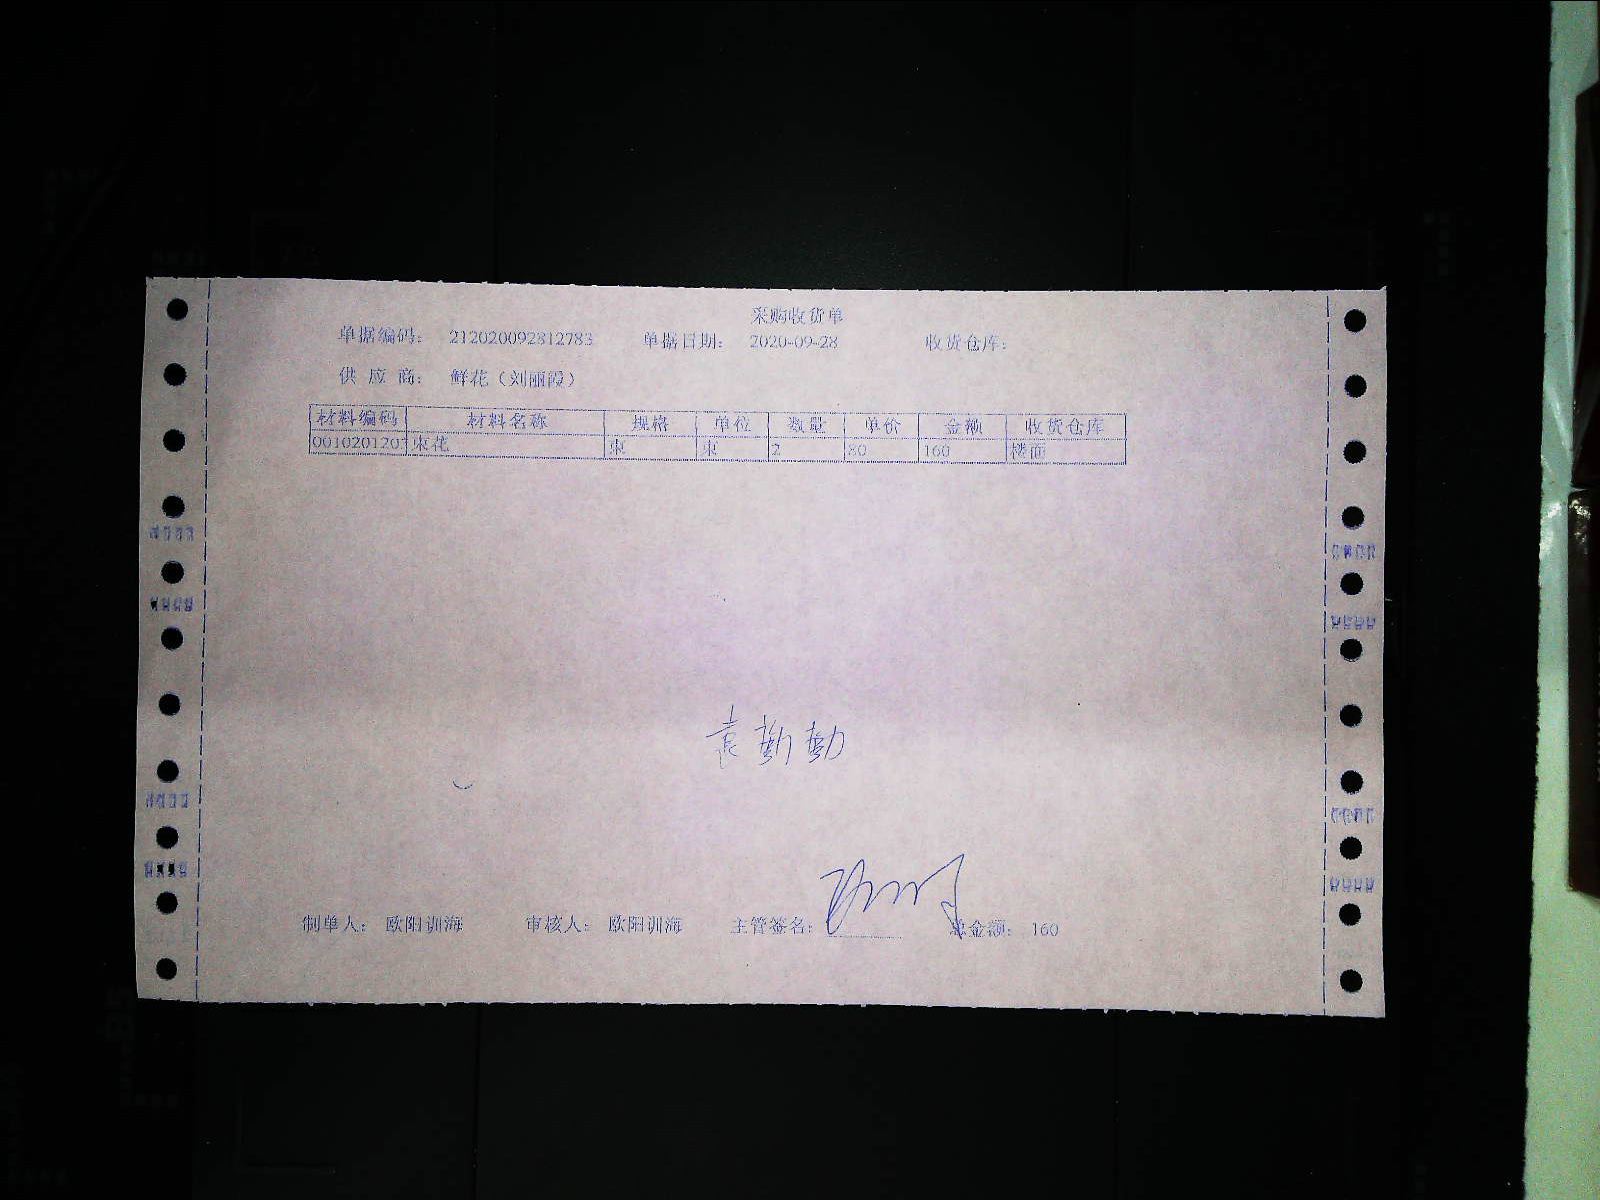 采购收货单
单据编码： 212020092812783 单据日期： 2020-09-28 收货仓库：
供 应 商： 鲜花（刘丽霞）
材料编码 材料名称 规格 单位 数量 单价 金额 收货仓库
0010201203 束花 束 束 2 80 160 楼面
制单人： 欧阳训海 审核人： 欧阳训海 主管签名： 总金额： 160